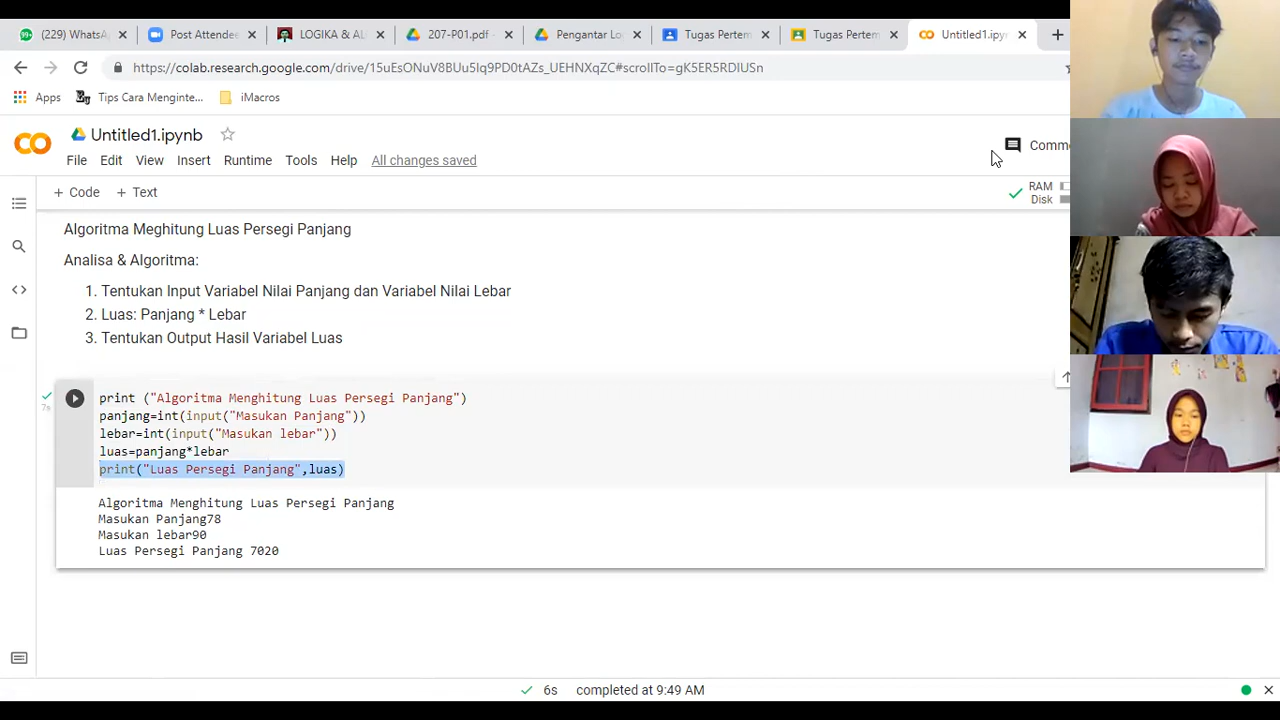 (229) WhatsA
Post Attendee
LOGIKA & AL
207-P01.pdf -
Pengantar Lo
Tugas Pertem
Tugas Pertem
Untitled1.ipyn
https://colab.research.google.com/drive/15uEsONuV8BUu5lq9PD0tAZs_UEHNXqZC#scrollTo=gK5ER5RDIUSn
Apps
Tips Cara Menginte...
iMacros
Untitled1.ipynb
Comme
File Edit View Insert Runtime Tools Help All changes saved
+ Code + Text
RAM
Disk
Algoritma Meghitung Luas Persegi Panjang
Analisa & Algoritma:
1. Tentukan Input Variabel Nilai Panjang dan Variabel Nilai Lebar
2. Luas: Panjang * Lebar
3. Tentukan Output Hasil Variabel Luas
7s
print ("Algoritma Menghitung Luas Persegi Panjang")
panjang=int(input("Masukan Panjang"))
lebar=int(input("Masukan lebar"))
luas=panjang*lebar
print("Luas Persegi Panjang",luas)
Algoritma Menghitung Luas Persegi Panjang
Masukan Panjang78
Masukan lebar90
Luas Persegi Panjang 7020
6s completed at 9:49 AM